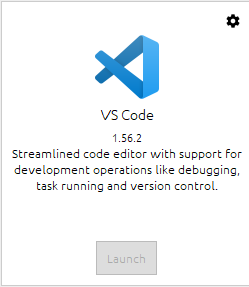 VS Code
1.56.2
Streamlined code editor with support for
development operations like debugging,
task running and version control.
Launch